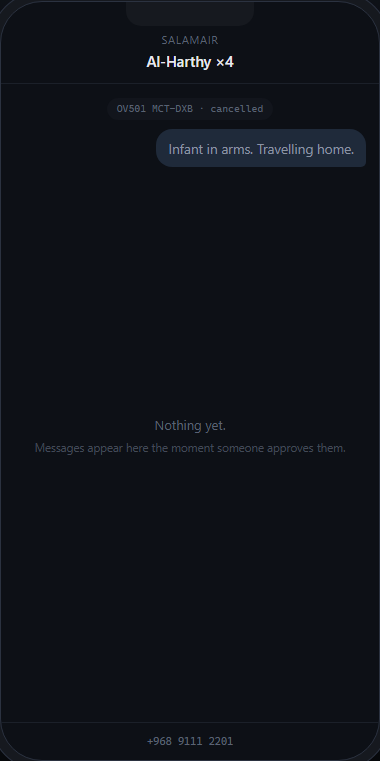 SALAMAIR
Al-Harthy ×4
OV501 MCT–DXB · cancelled
Infant in arms. Travelling home.
Nothing yet.
Messages appear here the moment someone approves them.
+968 9111 2201